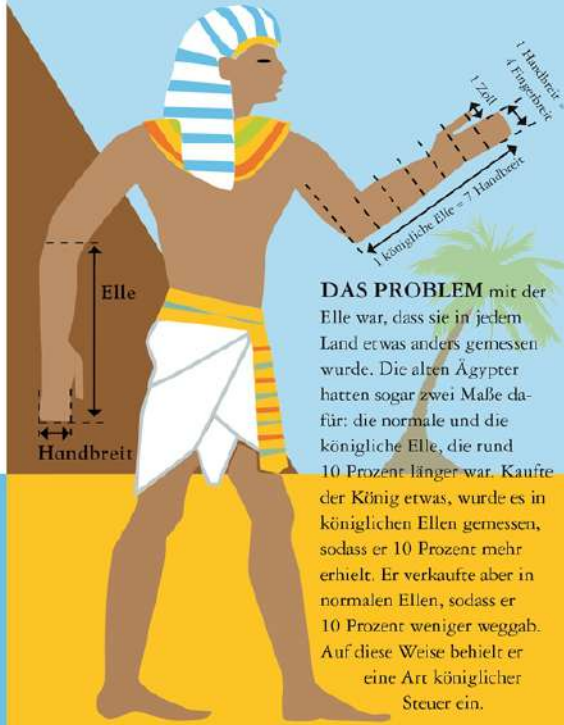 1 Zoll
1 Handbreit =
4 Fingerbreit
1 königliche Elle = 7 Handbreit
Elle
Handbreit
DAS PROBLEM mit der
Elle war, dass sie in jedem
Land etwas anders gemessen
wurde. Die alten Ägypter
hatten sogar zwei Maße da-
für: die normale und die
königliche Elle, die rund
10 Prozent länger war. Kaufte
der König etwas, wurde es in
königlichen Ellen gemessen,
sodass er 10 Prozent mehr
erhielt. Er verkaufte aber in
normalen Ellen, sodass er
10 Prozent weniger weggab.
Auf diese Weise behielt er
eine Art königlicher
Steuer ein.